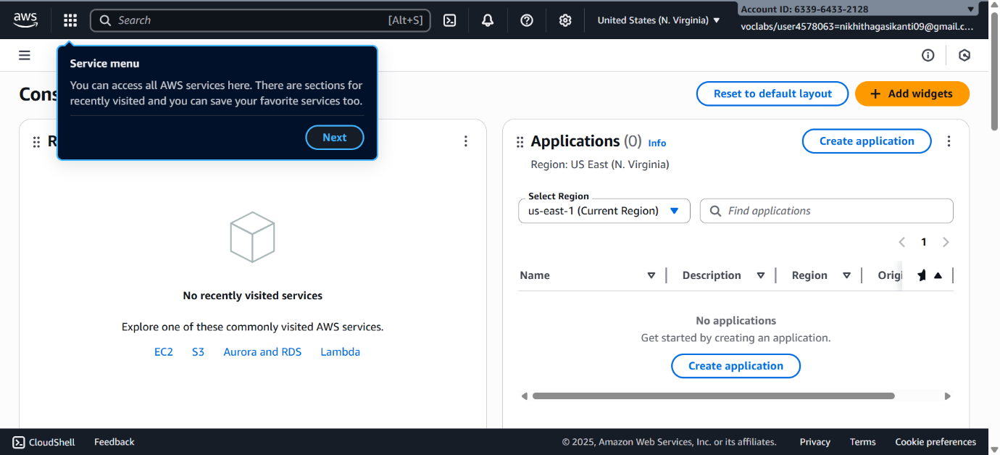 aws
Search [Alt+S]
United States (N. Virginia)
Account ID: 6339-6433-2128
voclabs/user4578063=nikhithagasikanti09@gmail.c...
Service menu
You can access all AWS services here. There are sections for
recently visited and you can save your favorite services too.
Next
Cons
Reset to default layout
+ Add widgets
R
No recently visited services
Explore one of these commonly visited AWS services.
EC2 S3 Aurora and RDS Lambda
Applications (0) Info
Create application
Region: US East (N. Virginia)
Select Region
us-east-1 (Current Region)
Find applications
1
Name Description Region Origi
No applications
Get started by creating an application.
Create application
CloudShell Feedback © 2025, Amazon Web Services, Inc. or its affiliates. Privacy Terms Cookie preferences